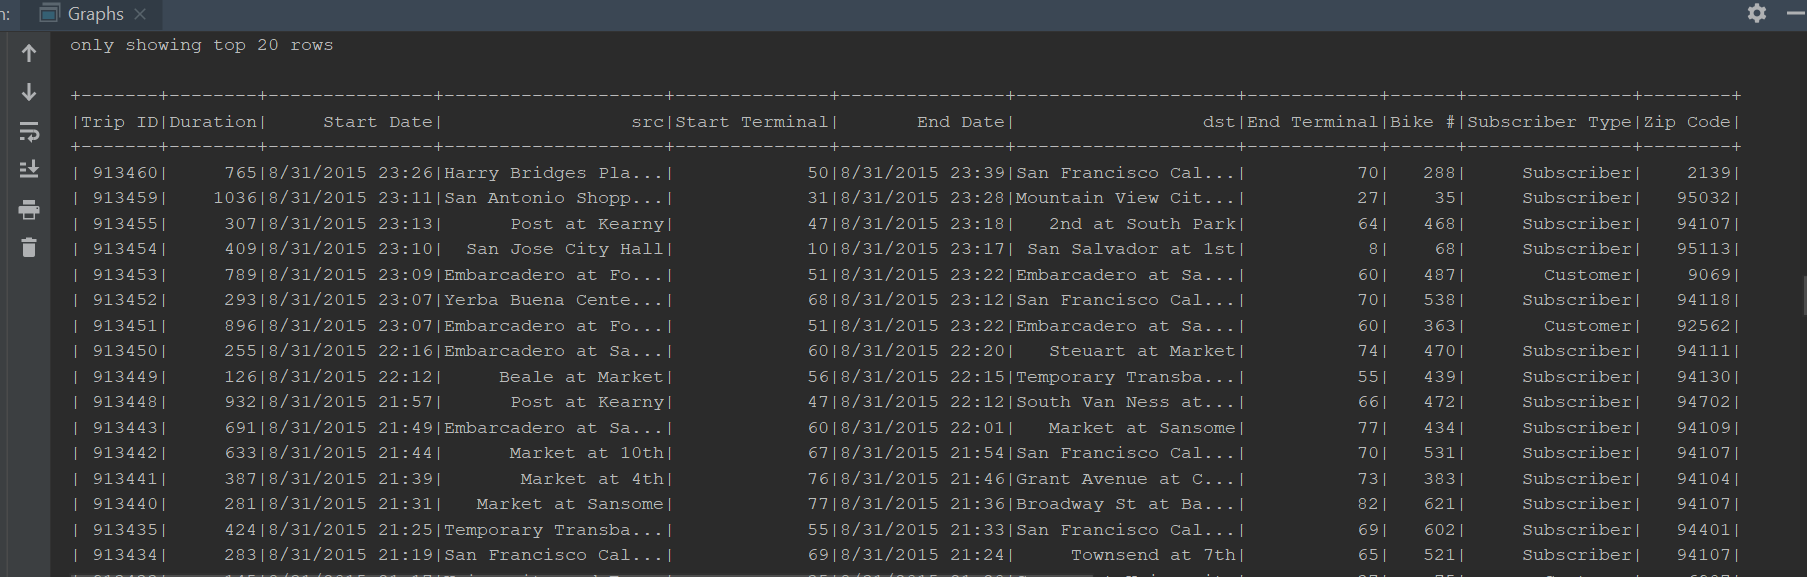 n: Graphs
only showing top 20 rows
+-------+--------+---------------+--------------------+--------------+---------------+--------------------+------------+------+---------------+--------+
|Trip ID|Duration|     Start Date|                 src|Start Terminal|       End Date|                 dst|End Terminal|Bike #|Subscriber Type|Zip Code|
+-------+--------+---------------+--------------------+--------------+---------------+--------------------+------------+------+---------------+--------+
| 913460|     765|8/31/2015 23:26|Harry Bridges Pla...|            50|8/31/2015 23:39|San Francisco Cal...|          70|   288|     Subscriber|    2139|
| 913459|    1036|8/31/2015 23:11|San Antonio Shopp...|            31|8/31/2015 23:28|Mountain View Cit...|          27|    35|     Subscriber|   95032|
| 913455|     307|8/31/2015 23:13|      Post at Kearny|            47|8/31/2015 23:18|   2nd at South Park|          64|   468|     Subscriber|   94107|
| 913454|     409|8/31/2015 23:10|  San Jose City Hall|            10|8/31/2015 23:17| San Salvador at 1st|           8|    68|     Subscriber|   95113|
| 913453|     789|8/31/2015 23:09|Embarcadero at Fo...|            51|8/31/2015 23:22|Embarcadero at Sa...|          60|   487|       Customer|    9069|
| 913452|     293|8/31/2015 23:07|Yerba Buena Cente...|            68|8/31/2015 23:12|San Francisco Cal...|          70|   538|     Subscriber|   94118|
| 913451|     896|8/31/2015 23:07|Embarcadero at Fo...|            51|8/31/2015 23:22|Embarcadero at Sa...|          60|   363|       Customer|   92562|
| 913450|     255|8/31/2015 22:16|Embarcadero at Sa...|            60|8/31/2015 22:20|   Steuart at Market|          74|   470|     Subscriber|   94111|
| 913449|     126|8/31/2015 22:12|     Beale at Market|            56|8/31/2015 22:15|Temporary Transba...|          55|   439|     Subscriber|   94130|
| 913448|     932|8/31/2015 21:57|      Post at Kearny|            47|8/31/2015 22:12|South Van Ness at...|          66|   472|     Subscriber|   94702|
| 913443|     691|8/31/2015 21:49|Embarcadero at Sa...|            60|8/31/2015 22:01|   Market at Sansome|          77|   434|     Subscriber|   94109|
| 913442|     633|8/31/2015 21:44|      Market at 10th|            67|8/31/2015 21:54|San Francisco Cal...|          70|   531|     Subscriber|   94107|
| 913441|     387|8/31/2015 21:39|       Market at 4th|            76|8/31/2015 21:46|Grant Avenue at C...|          73|   383|     Subscriber|   94104|
| 913440|     281|8/31/2015 21:31|   Market at Sansome|            77|8/31/2015 21:36|Broadway St at Ba...|          82|   621|     Subscriber|   94107|
| 913435|     424|8/31/2015 21:25|Temporary Transba...|            55|8/31/2015 21:33|San Francisco Cal...|          69|   602|     Subscriber|   94401|
| 913434|     283|8/31/2015 21:19|San Francisco Cal...|            69|8/31/2015 21:24|     Townsend at 7th|          65|   521|     Subscriber|   94107|